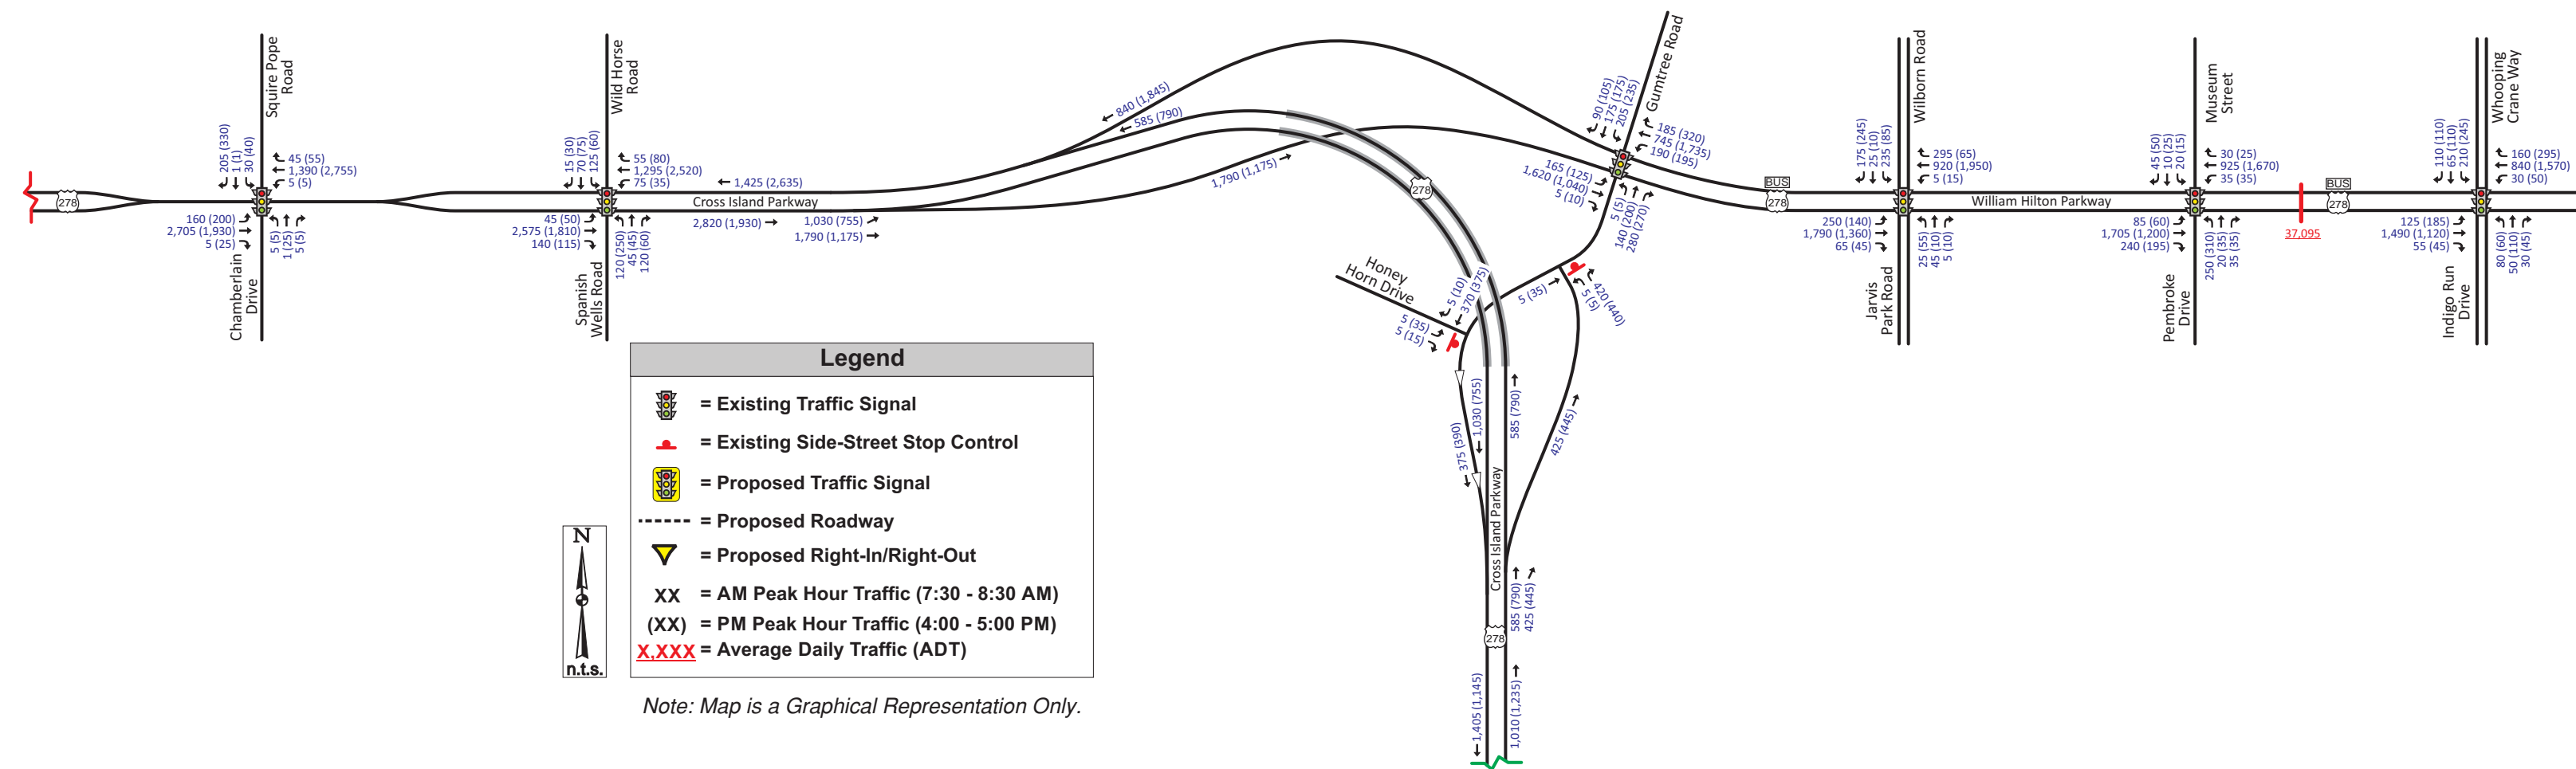 Squire Pope
Road
205 (330)
1 (1)
30 (40)
45 (55)
1,390 (2,755)
5 (5)
278
160 (200)
2,705 (1,930)
5 (25)
5 (5)
1 (25)
5 (5)
Chamberlain
Drive
Wild Horse
Road
15 (30)
70 (75)
125 (60)
55 (80)
1,295 (2,520)
75 (35)
45 (50)
2,575 (1,810)
140 (115)
120 (250)
45 (45)
120 (60)
Spanish
Wells Road
1,425 (2,635)
Cross Island Parkway
2,820 (1,930)
1,030 (755)
1,790 (1,175)
840 (1,845)
585 (790)
1,790 (1,175)
278
Gumtree Road
90 (105)
175 (175)
205 (235)
185 (320)
745 (1,735)
190 (195)
165 (125)
1,620 (1,040)
5 (10)
5 (5)
140 (200)
280 (270)
Honey
Horn Drive
5 (10)
370 (375)
5 (35)
5 (15)
5 (35)
420 (440)
5 (5)
375 (390)
1,030 (755)
585 (790)
425 (445)
Cross Island Parkway
585 (790)
425 (445)
278
1,405 (1,145)
1,010 (1,235)
BUS
278
Wilborn Road
175 (245)
25 (10)
235 (85)
295 (65)
920 (1,950)
5 (15)
250 (140)
1,790 (1,360)
65 (45)
25 (55)
45 (10)
5 (10)
Jarvis
Park Road
William Hilton Parkway
Museum
Street
45 (50)
10 (25)
20 (15)
30 (25)
925 (1,670)
35 (35)
85 (60)
1,705 (1,200)
240 (195)
250 (310)
20 (35)
35 (35)
Pembroke
Drive
37,095
BUS
278
Whooping
Crane Way
110 (110)
65 (110)
210 (245)
160 (295)
840 (1,570)
30 (50)
125 (185)
1,490 (1,120)
55 (45)
80 (60)
50 (110)
30 (45)
Indigo Run
Drive
Legend
= Existing Traffic Signal
= Existing Side-Street Stop Control
= Proposed Traffic Signal
= Proposed Roadway
= Proposed Right-In/Right-Out
XX = AM Peak Hour Traffic (7:30 - 8:30 AM)
(XX) = PM Peak Hour Traffic (4:00 - 5:00 PM)
X,XXX = Average Daily Traffic (ADT)
N
n.t.s.
Note: Map is a Graphical Representation Only.